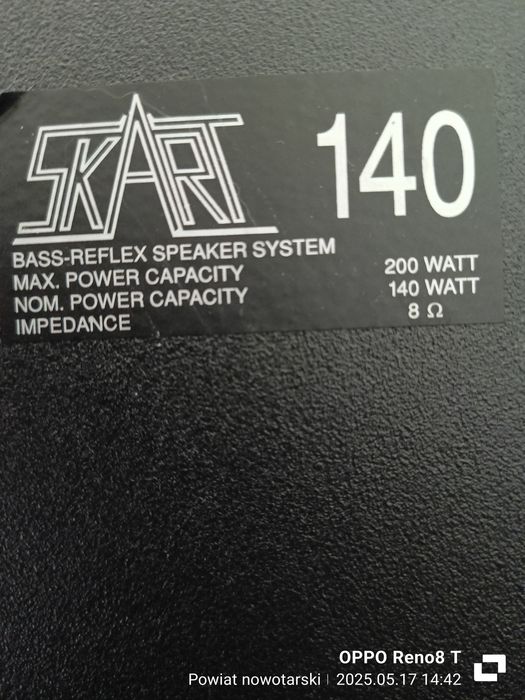 SKART 140
BASS-REFLEX SPEAKER SYSTEM
MAX. POWER CAPACITY 200 WATT
NOM. POWER CAPACITY 140 WATT
IMPEDANCE 8 Ω
OPPO Reno8 T
Powiat nowotarski | 2025.05.17 14:42